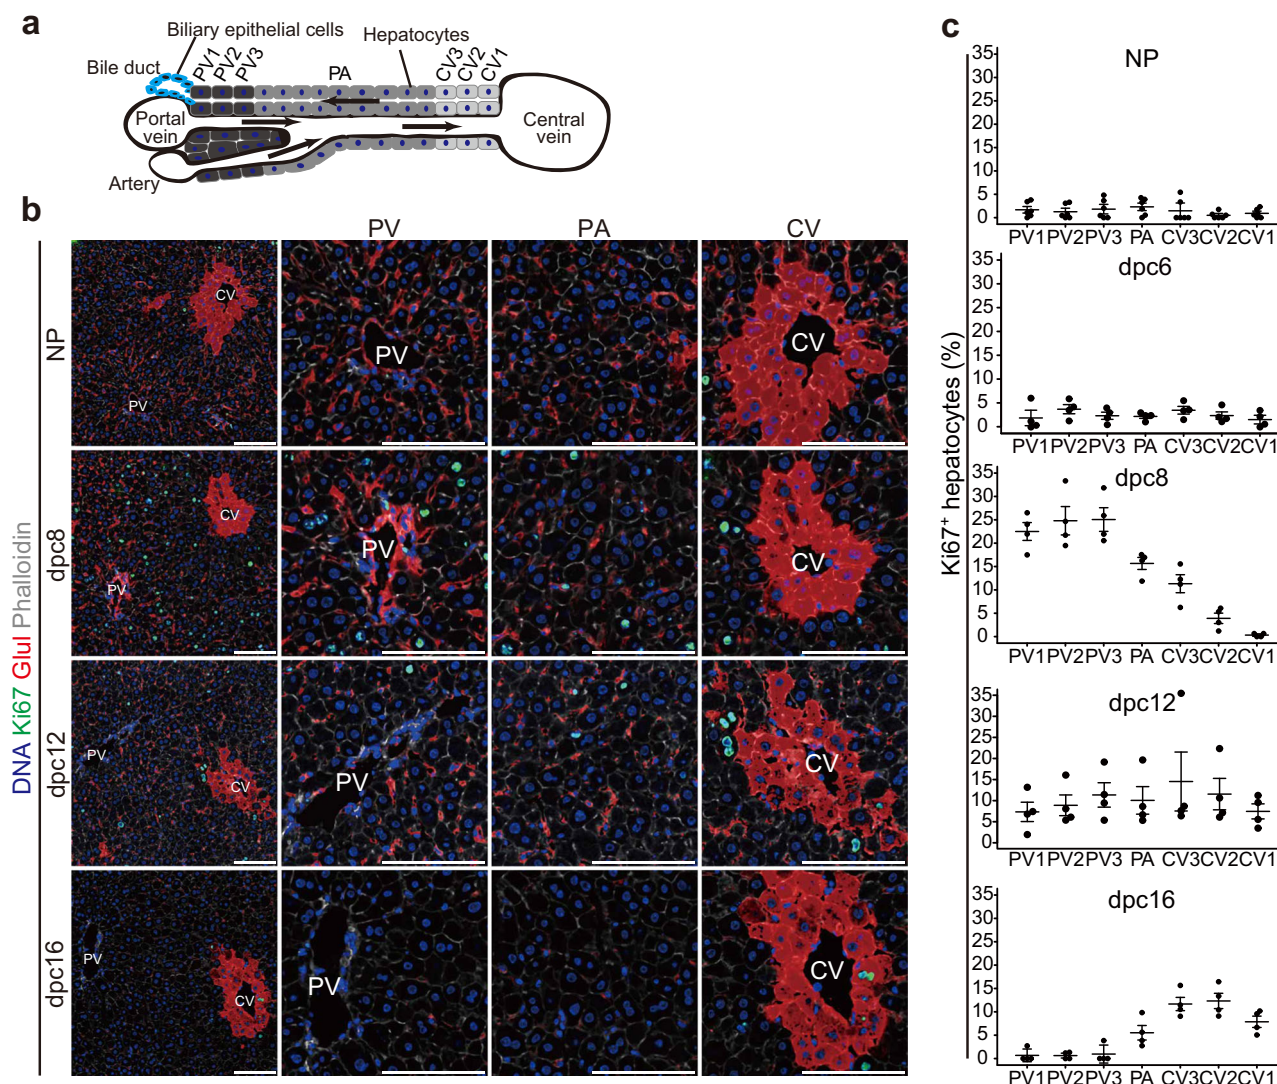 a
Biliary epithelial cells
Hepatocytes
Bile duct
PV1 PV2 PV3
PA
CV3 CV2 CV1
Portal
vein
Central
vein
Artery
b
PV PA CV
DNA Ki67 Glul Phalloidin
NP
CV
PV
PV
CV
dpc8
CV
PV
PV
CV
dpc12
PV
CV
PV
CV
dpc16
PV
CV
PV
CV
c
Ki67+ hepatocytes (%)
NP
35
30
25
20
15
10
5
0
PV1 PV2 PV3 PA CV3 CV2 CV1
dpc6
35
30
25
20
15
10
5
0
PV1 PV2 PV3 PA CV3 CV2 CV1
dpc8
35
30
25
20
15
10
5
0
PV1 PV2 PV3 PA CV3 CV2 CV1
dpc12
35
30
25
20
15
10
5
0
PV1 PV2 PV3 PA CV3 CV2 CV1
dpc16
35
30
25
20
15
10
5
0
PV1 PV2 PV3 PA CV3 CV2 CV1